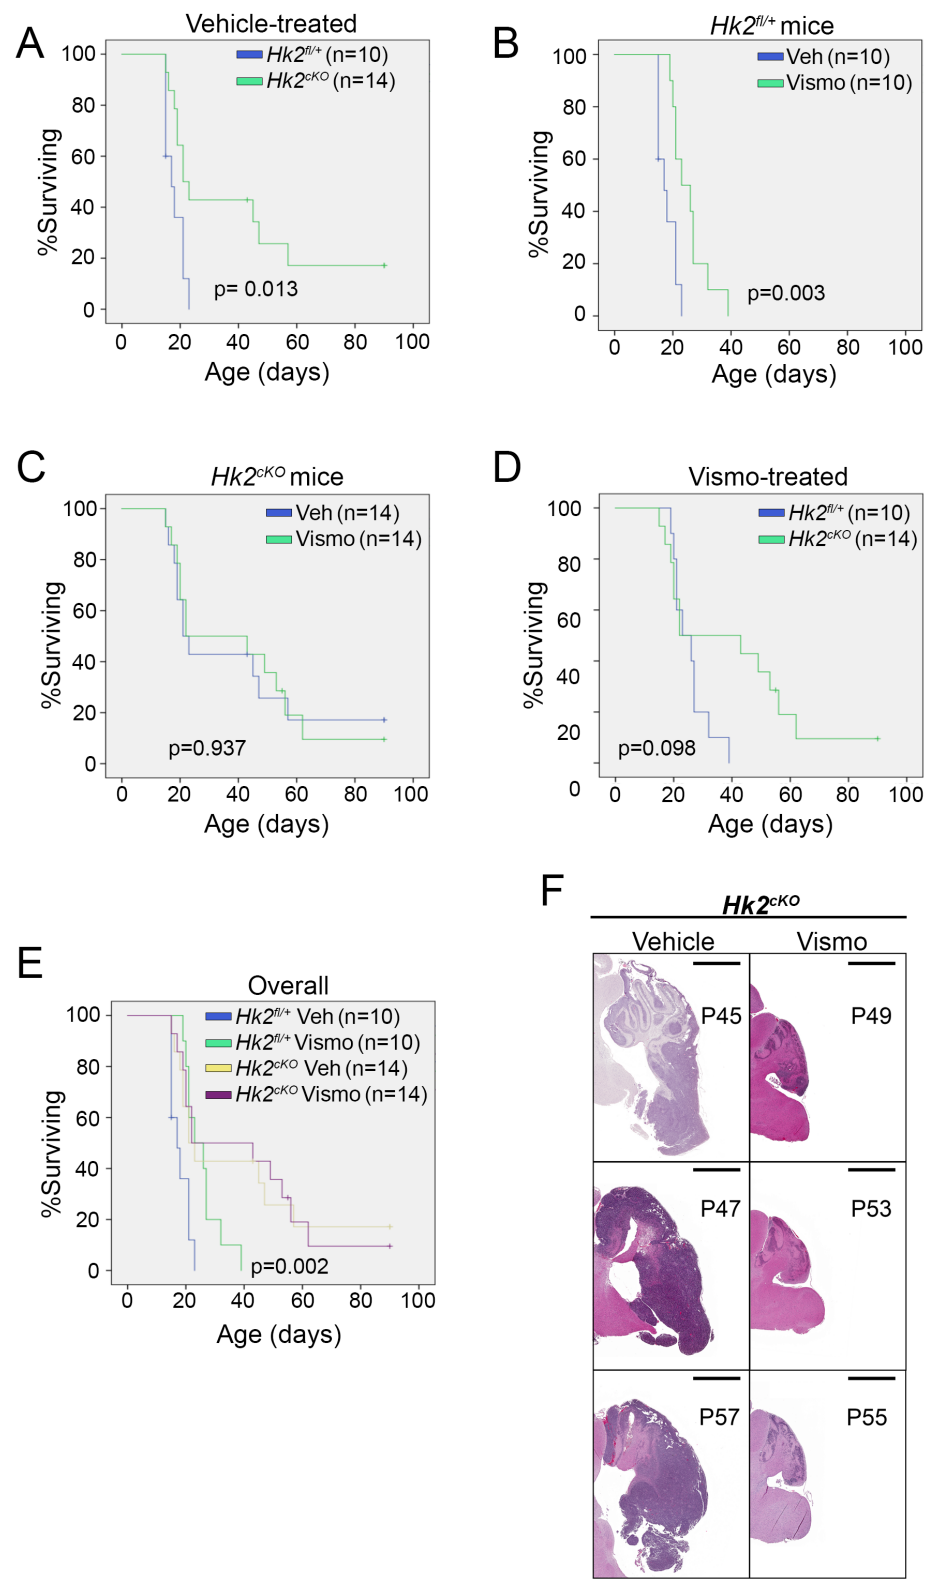 A
Vehicle-treated
Hk2fl/+ (n=10)
Hk2cKO (n=14)
100
80
60
40
20
0
%Surviving
p= 0.013
0 20 40 60 80 100
Age (days)
B
Hk2fl/+ mice
Veh (n=10)
Vismo (n=10)
100
80
60
40
20
0
%Surviving
p=0.003
0 20 40 60 80 100
Age (days)
C
Hk2cKO mice
Veh (n=14)
Vismo (n=14)
100
80
60
40
20
0
%Surviving
p=0.937
0 20 40 60 80 100
Age (days)
D
Vismo-treated
Hk2fl/+ (n=10)
Hk2cKO (n=14)
100
80
60
40
20
0
%Surviving
p=0.098
0 20 40 60 80 100
Age (days)
E
Overall
Hk2fl/+ Veh (n=10)
Hk2fl/+ Vismo (n=10)
Hk2cKO Veh (n=14)
Hk2cKO Vismo (n=14)
100
80
60
40
20
0
%Surviving
p=0.002
0 20 40 60 80 100
Age (days)
F
Hk2cKO
Vehicle Vismo
P45 P49
P47 P53
P57 P55